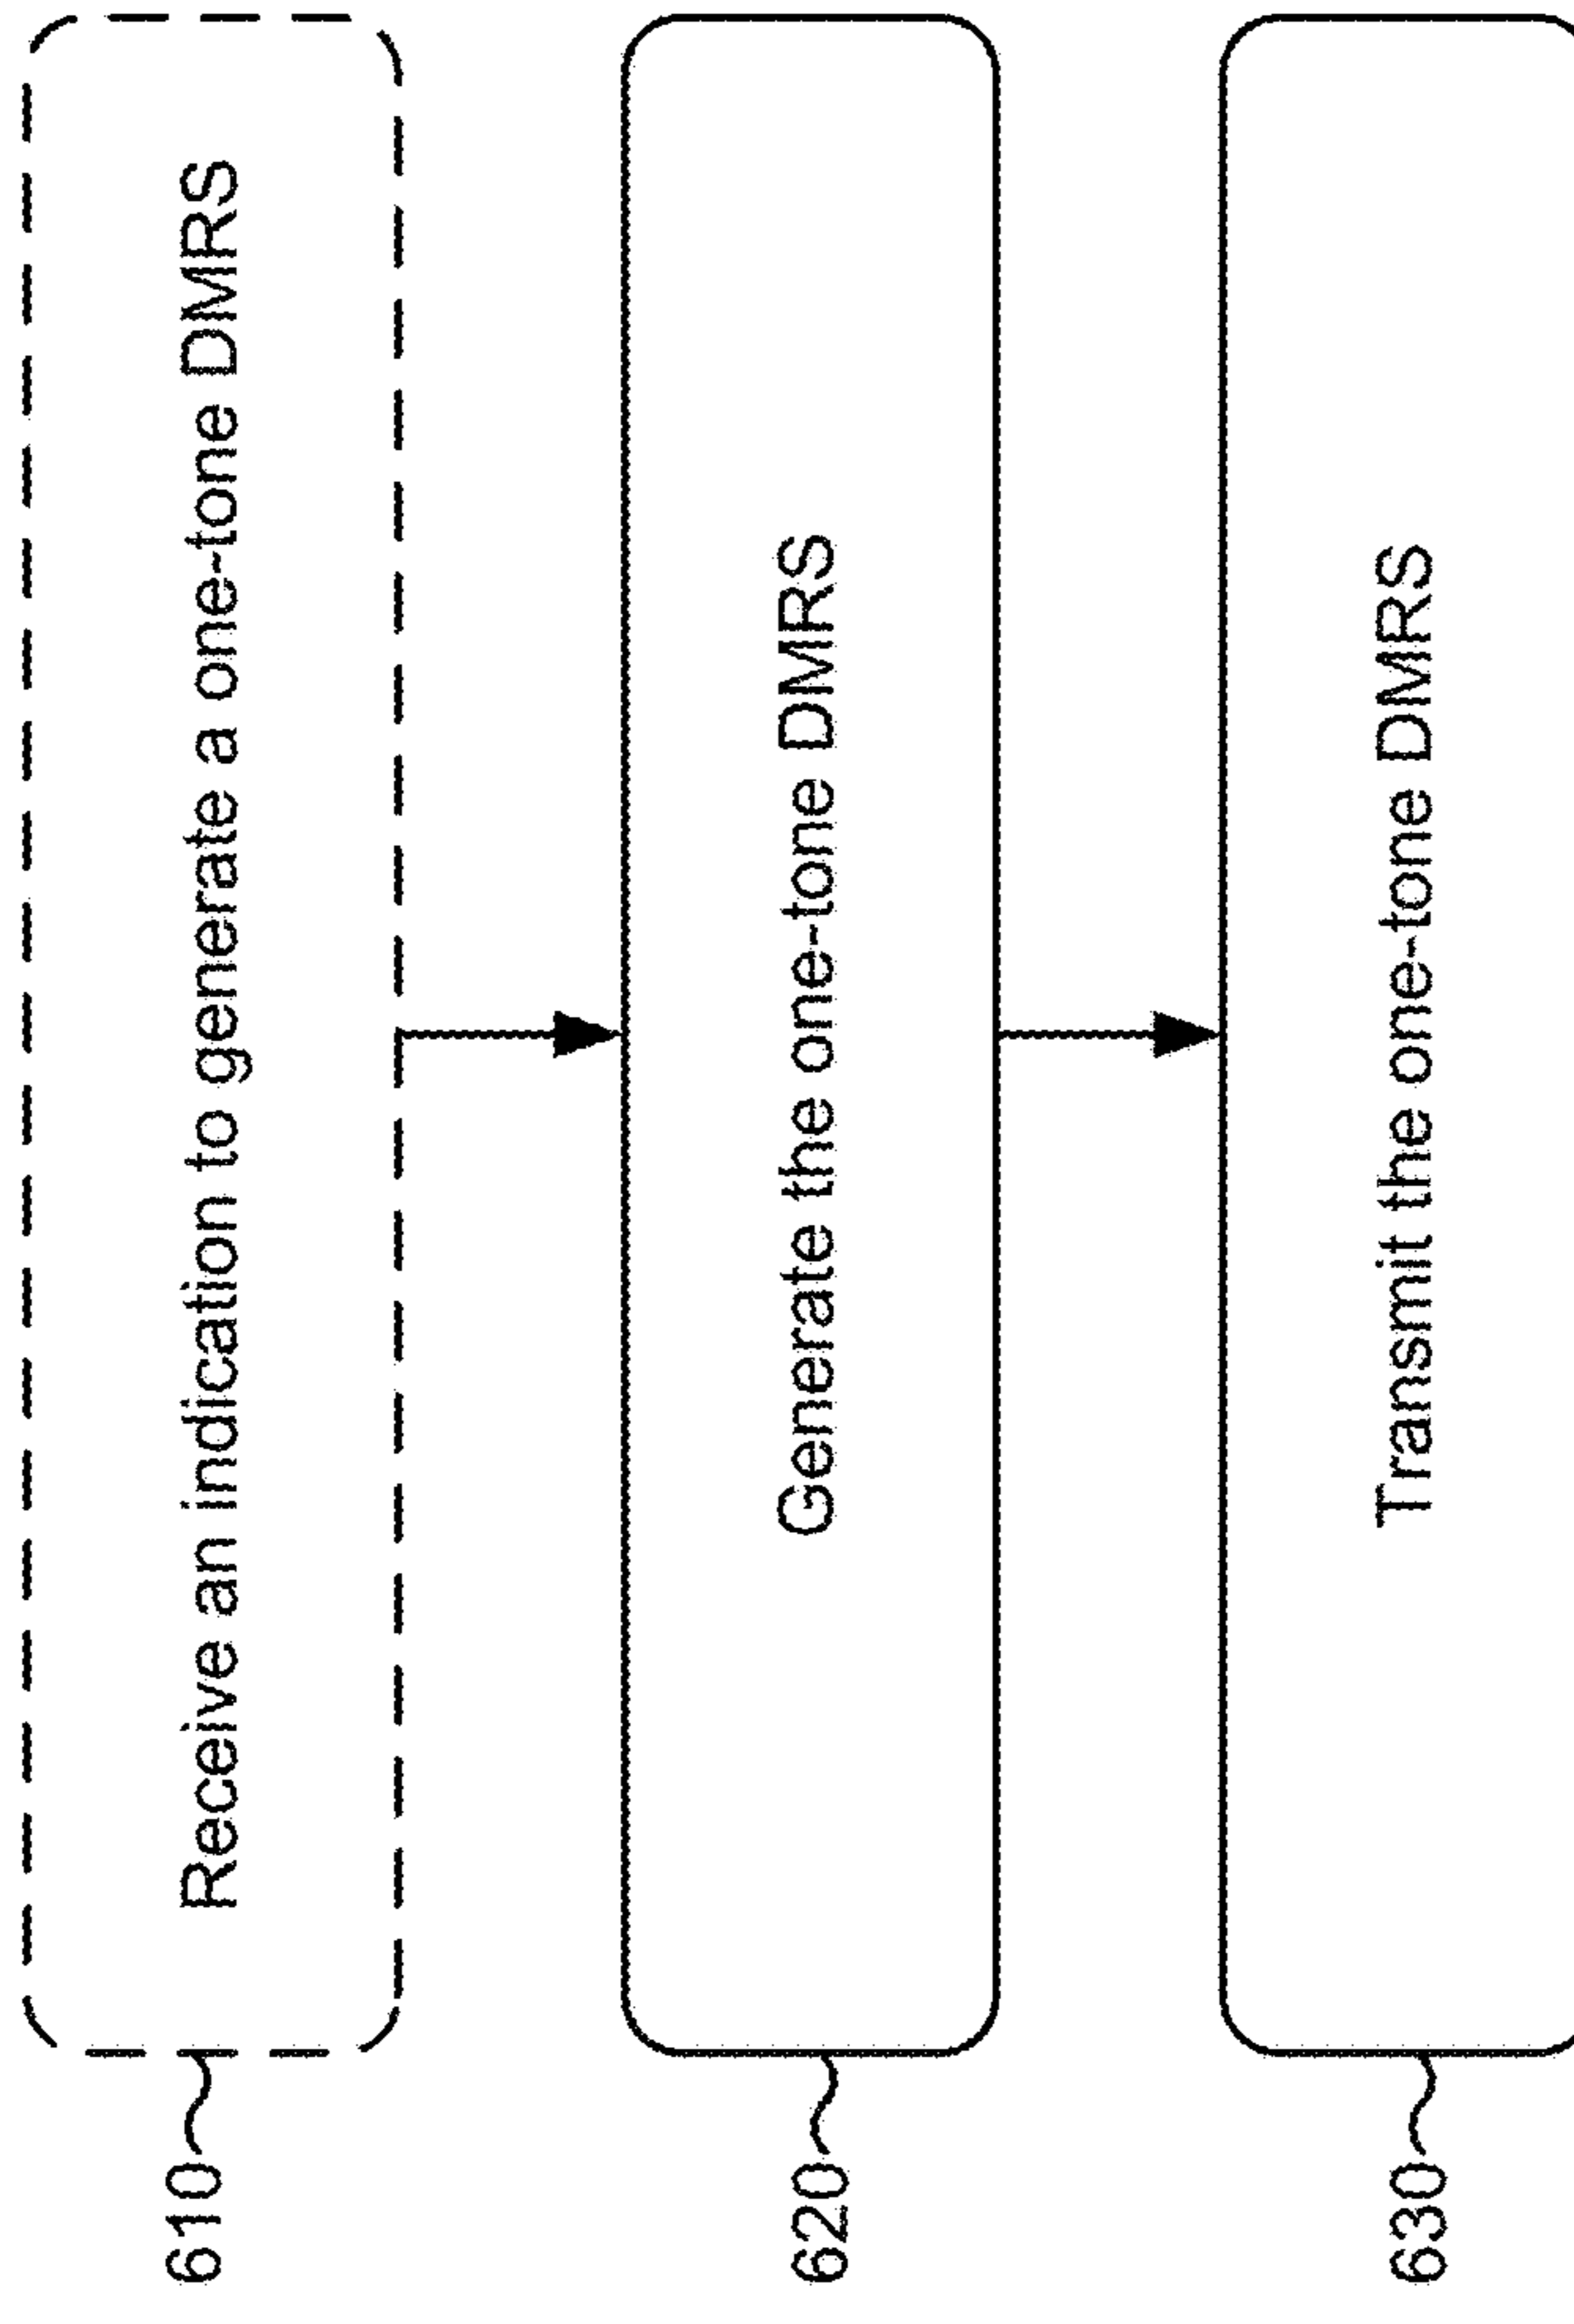 610
Receive an indication to generate a one-tone DMRS
620
Generate the one-tone DMRS
630
Transmit the one-tone DMRS